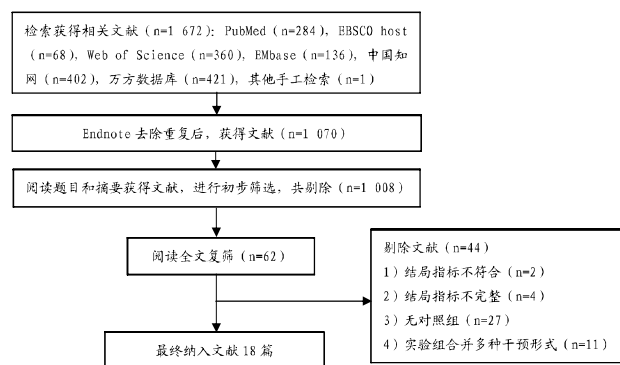 检索获得相关文献（n=1 672）：PubMed（n=284），EBSCO host
（n=68），Web of Science（n=360），EMbase（n=136），中国知
网（n=402），万方数据库（n=421），其他手工检索（n=1）
Endnote 去除重复后，获得文献（n=1 070）
阅读题目和摘要获得文献，进行初步筛选，共剔除（n=1 008）
阅读全文复筛（n=62）
剔除文献（n=44）
1）结局指标不符合（n=2）
2）结局指标不完整（n=4）
3）无对照组（n=27）
4）实验组合并多种干预形式（n=11）
最终纳入文献 18 篇